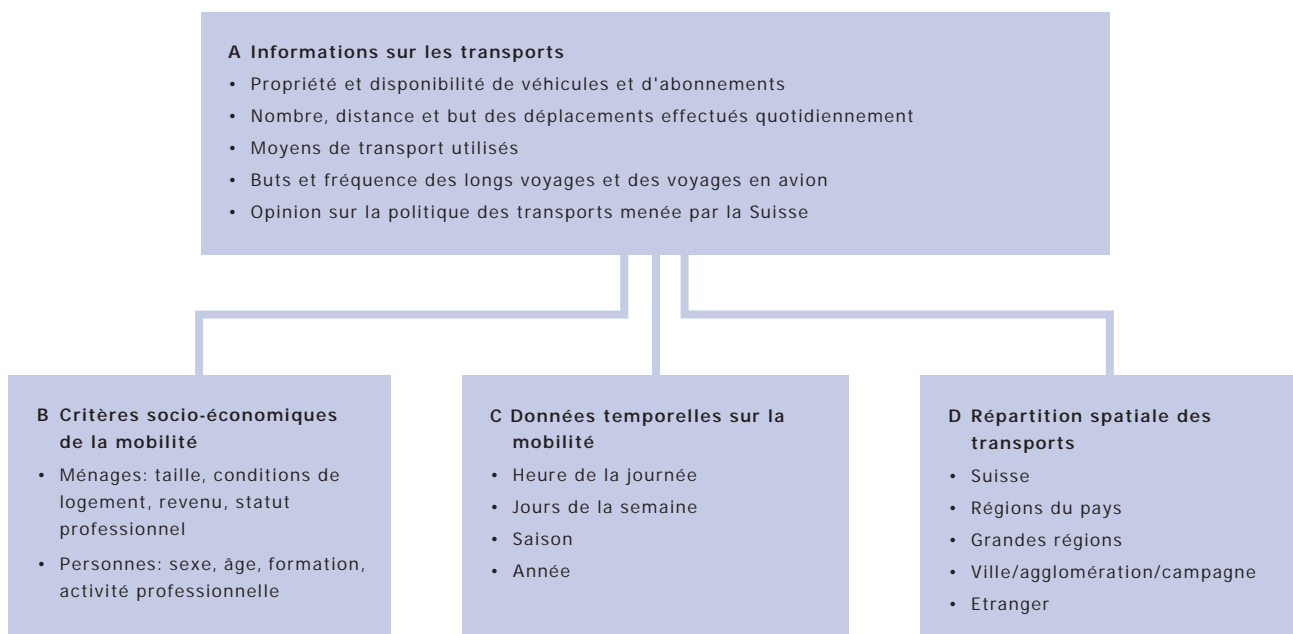 A Informations sur les transports
• Propriété et disponibilité de véhicules et d'abonnements
• Nombre, distance et but des déplacements effectués quotidiennement
• Moyens de transport utilisés
• Buts et fréquence des longs voyages et des voyages en avion
• Opinion sur la politique des transports menée par la Suisse
B Critères socio-économiques
de la mobilité
• Ménages: taille, conditions de
logement, revenu, statut
professionnel
• Personnes: sexe, âge, formation,
activité professionnelle
C Données temporelles sur la
mobilité
• Heure de la journée
• Jours de la semaine
• Saison
• Année
D Répartition spatiale des
transports
• Suisse
• Régions du pays
• Grandes régions
• Ville/agglomération/campagne
• Etranger